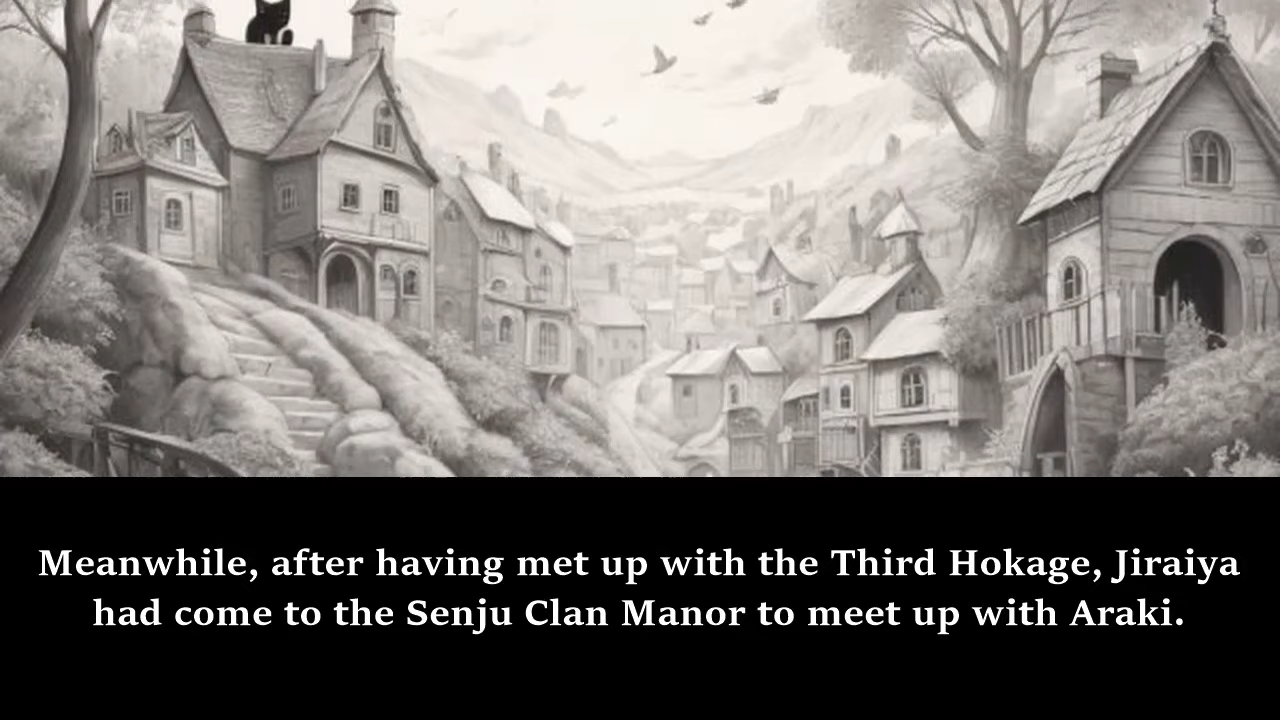 Meanwhile, after having met up with the Third Hokage, Jiraiya
had come to the Senju Clan Manor to meet up with Araki.